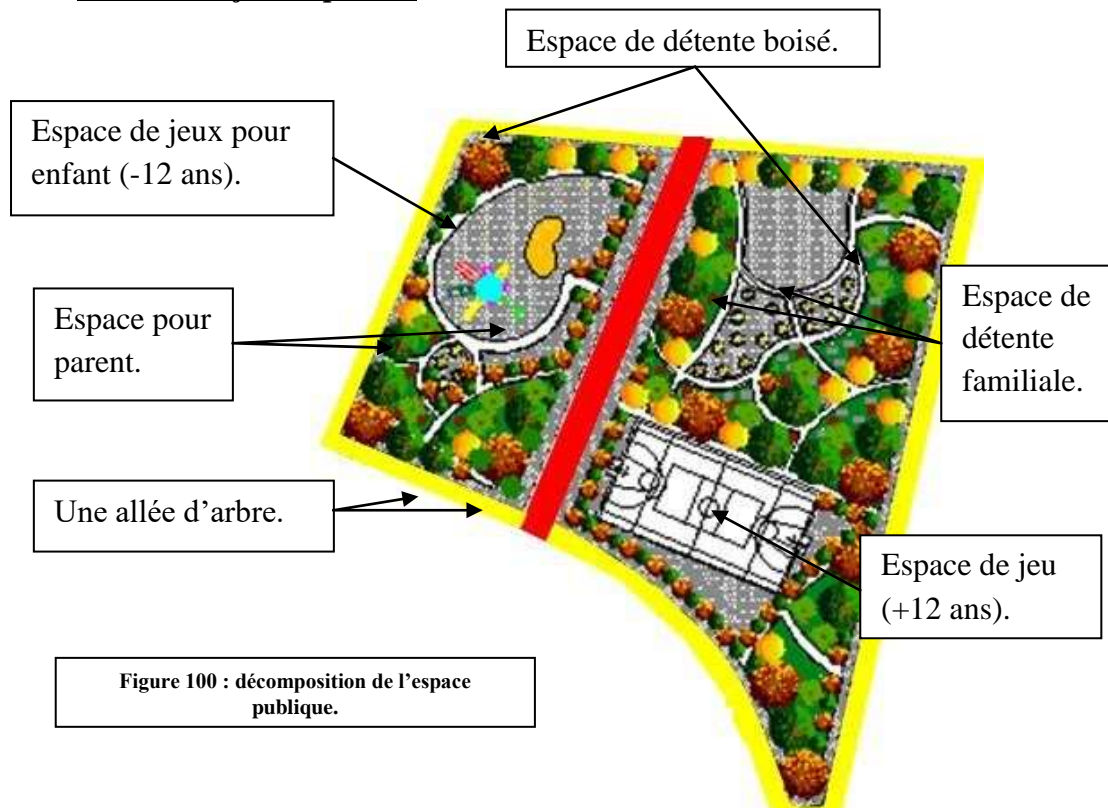 Espace de détente boisé.
Espace de jeux pour
enfant (-12 ans).
Espace pour
parent.
Espace de
détente
familiale.
Une allée d’arbre.
Espace de jeu
(+12 ans).
Figure 100 : décomposition de l’espace
publique.